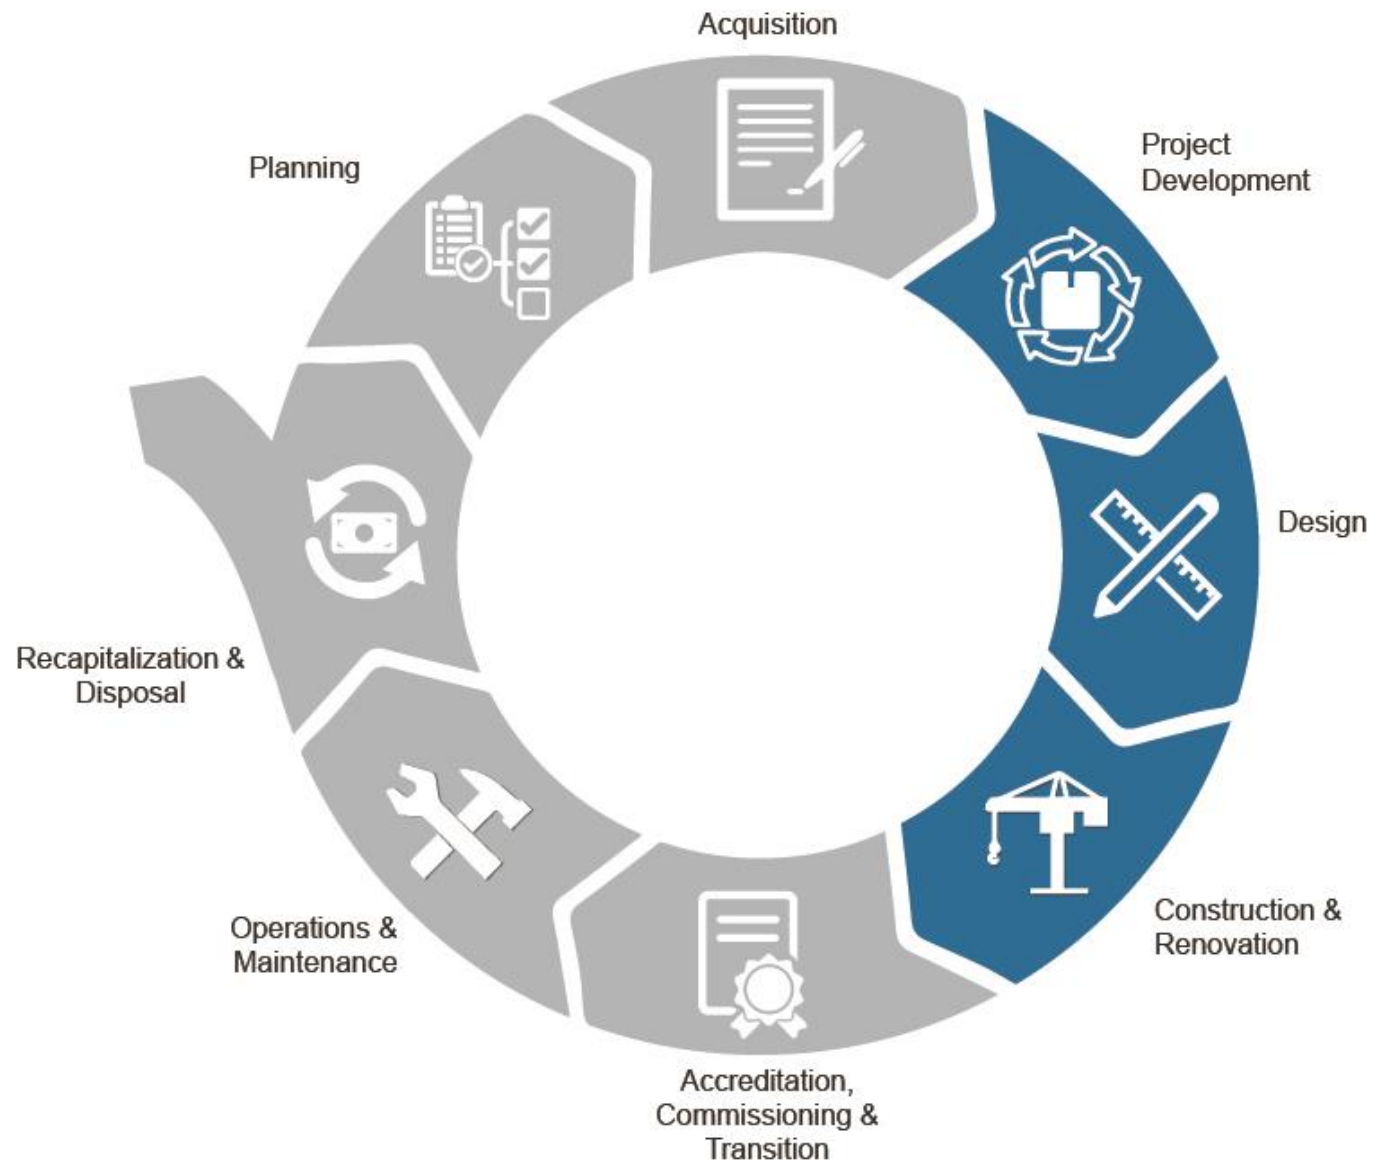 Acquisition
Project
Development
Planning
Design
Recapitalization &
Disposal
Construction &
Renovation
Operations &
Maintenance
Accreditation,
Commissioning &
Transition